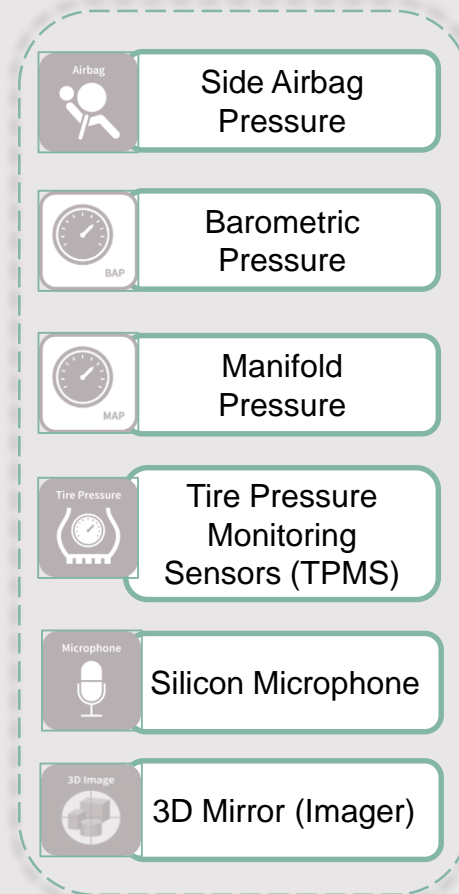 Airbag
Side Airbag
Pressure
BAP
Barometric
Pressure
MAP
Manifold
Pressure
Tire Pressure
Tire Pressure
Monitoring
Sensors (TPMS)
Microphone
Silicon Microphone
3D Image
3D Mirror (Imager)